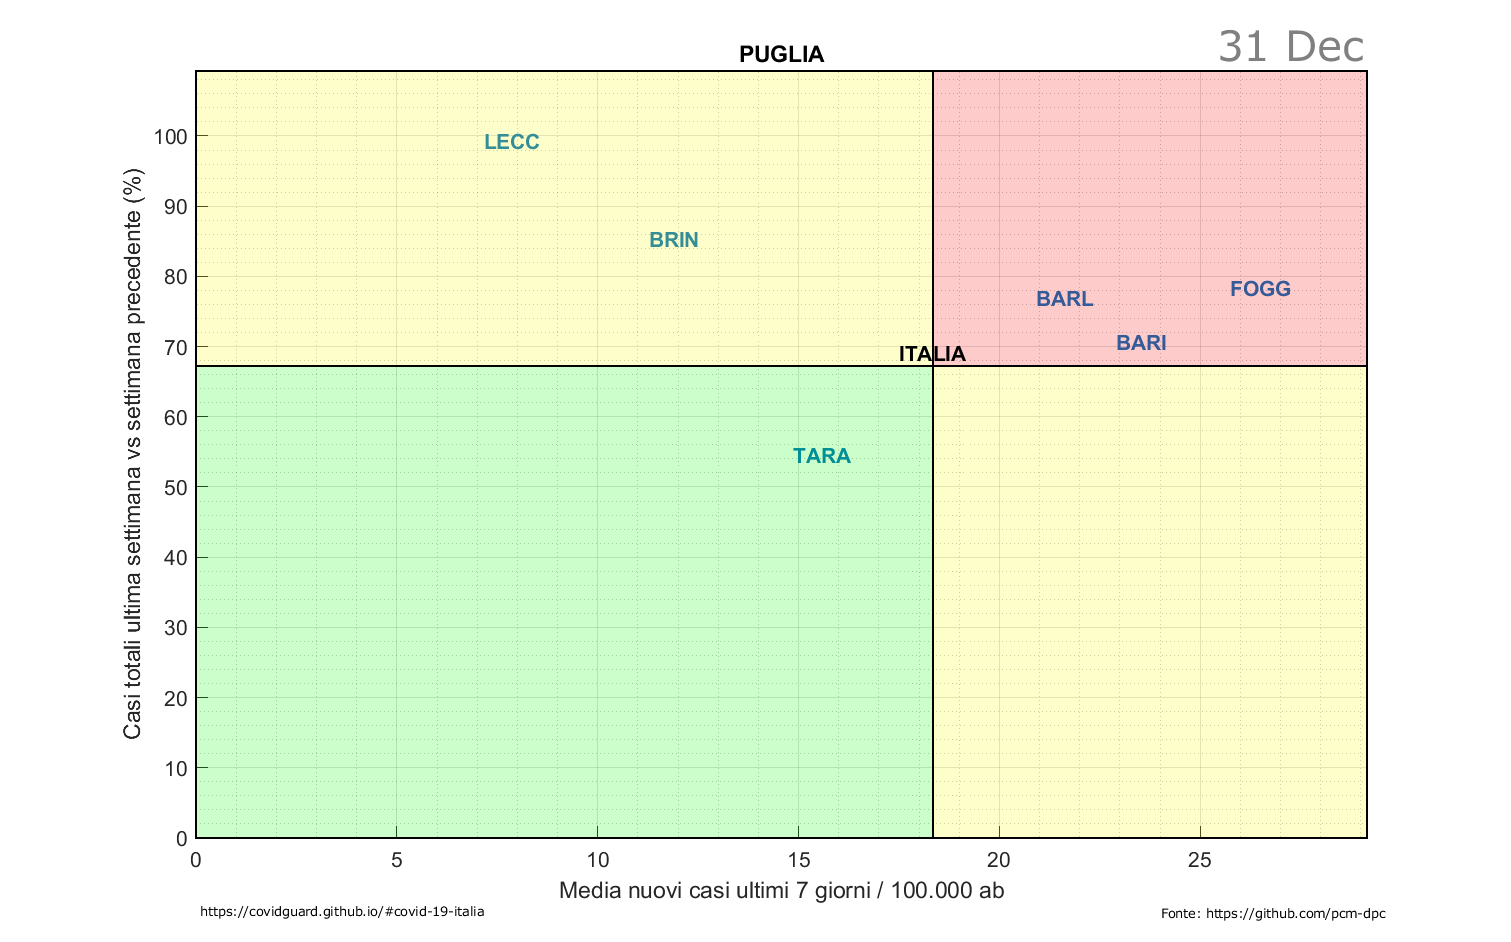 31 Dec
PUGLIA
Casi totali ultima settimana vs settimana precedente (%)
100
90
80
70
60
50
40
30
20
10
0
LECC
BRIN
FOGG
BARL
BARI
ITALIA
TARA
0 5 10 15 20 25
Media nuovi casi ultimi 7 giorni / 100.000 ab
https://covidguard.github.io/#covid-19-italia
Fonte: https://github.com/pcm-dpc